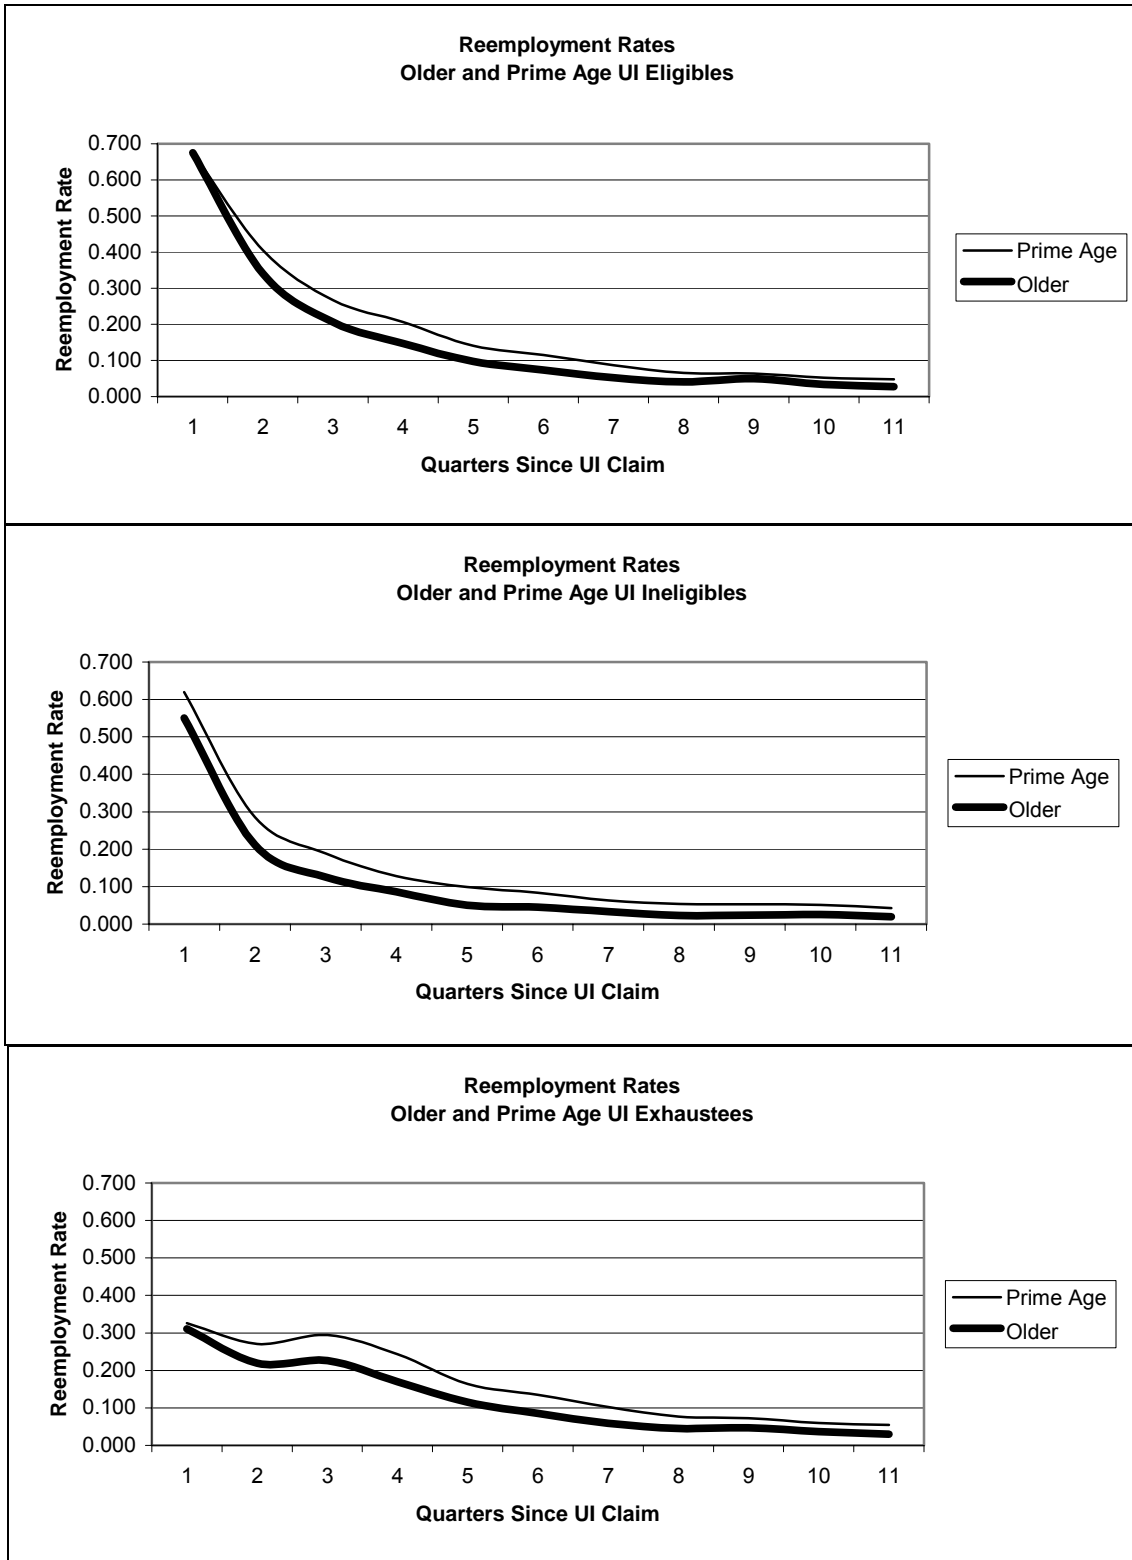 Reemployment Rates
Older and Prime Age UI Eligibles
Reemployment Rate
0.700
0.600
0.500
0.400
0.300
0.200
0.100
0.000
1 2 3 4 5 6 7 8 9 10 11
Quarters Since UI Claim
Prime Age
Older
Reemployment Rates
Older and Prime Age UI Ineligibles
Reemployment Rate
0.700
0.600
0.500
0.400
0.300
0.200
0.100
0.000
1 2 3 4 5 6 7 8 9 10 11
Quarters Since UI Claim
Prime Age
Older
Reemployment Rates
Older and Prime Age UI Exhaustees
Reemployment Rate
0.700
0.600
0.500
0.400
0.300
0.200
0.100
0.000
1 2 3 4 5 6 7 8 9 10 11
Quarters Since UI Claim
Prime Age
Older